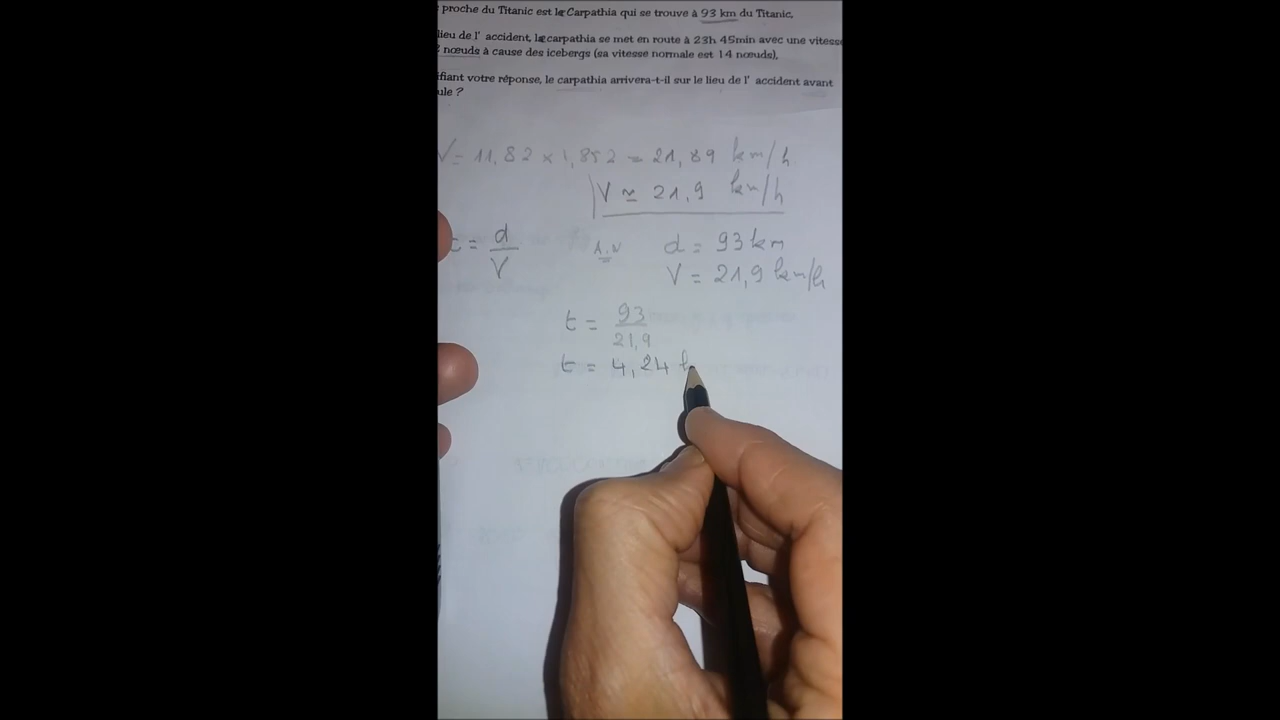 proche du Titanic est le Carpathia qui se trouve à 93 km du Titanic.
lieu de l' accident, le carpathia se met en route à 23h 45min avec une vitesse
nœuds à cause des icebergs (sa vitesse normale est 14 nœuds).
ifiant votre réponse, le carpathia arrivera-t-il sur le lieu de l' accident avant
ule ?
V = 11,82 × 1,852 = 21,89 km/h
V ≃ 21,9 km/h
t = d/V A.N d = 93 km
V = 21,9 km/h
t = 93/21,9
t = 4,24 h